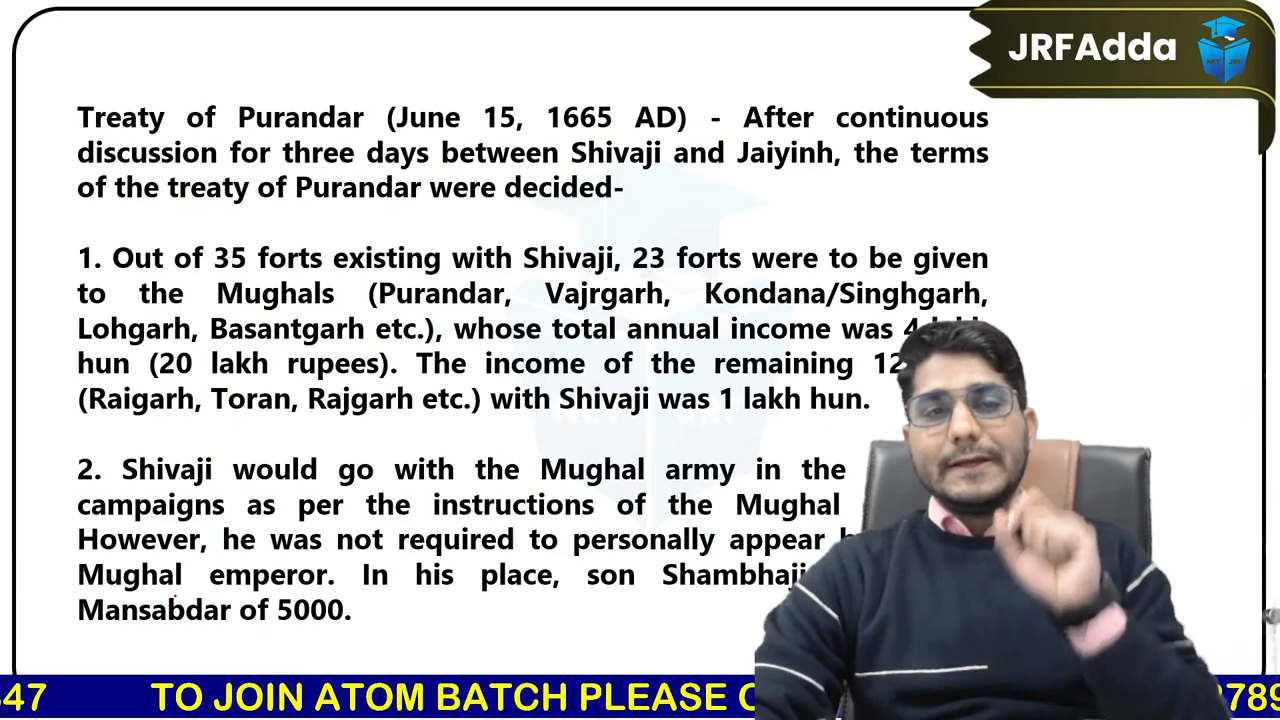 JRFAdda
NET JRF
Treaty of Purandar (June 15, 1665 AD) - After continuous
discussion for three days between Shivaji and Jaiyinh, the terms
of the treaty of Purandar were decided-
1. Out of 35 forts existing with Shivaji, 23 forts were to be given
to the Mughals (Purandar, Vajrgarh, Kondana/Singhgarh,
Lohgarh, Basantgarh etc.), whose total annual income was 4
hun (20 lakh rupees). The income of the remaining 12
(Raigarh, Toran, Rajgarh etc.) with Shivaji was 1 lakh hun.
2. Shivaji would go with the Mughal army in the
campaigns as per the instructions of the Mughal
However, he was not required to personally appear
Mughal emperor. In his place, son Shambhaji
Mansabdar of 5000.
47 TO JOIN ATOM BATCH PLEASE 789